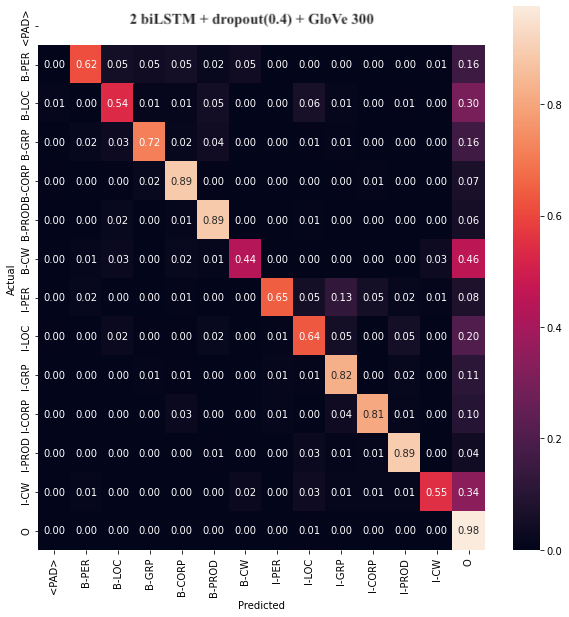 2 biLSTM + dropout(0.4) + GloVe 300
<PAD>
B-PER 0.00 0.62 0.05 0.05 0.05 0.02 0.05 0.00 0.00 0.00 0.00 0.00 0.01 0.16
B-LOC 0.01 0.00 0.54 0.01 0.01 0.05 0.00 0.00 0.06 0.01 0.00 0.01 0.00 0.30
B-GRP 0.00 0.02 0.03 0.72 0.02 0.04 0.00 0.00 0.01 0.01 0.00 0.00 0.00 0.16
B-CORP 0.00 0.00 0.00 0.02 0.89 0.00 0.00 0.00 0.00 0.00 0.01 0.00 0.00 0.07
B-PROD 0.00 0.00 0.02 0.00 0.01 0.89 0.00 0.00 0.01 0.00 0.00 0.00 0.00 0.06
B-CW 0.00 0.01 0.03 0.00 0.02 0.01 0.44 0.00 0.00 0.00 0.00 0.00 0.03 0.46
I-PER 0.00 0.02 0.00 0.00 0.01 0.00 0.00 0.65 0.05 0.13 0.05 0.02 0.01 0.08
I-LOC 0.00 0.00 0.02 0.00 0.00 0.02 0.00 0.01 0.64 0.05 0.00 0.05 0.00 0.20
I-GRP 0.00 0.00 0.00 0.01 0.01 0.00 0.00 0.01 0.01 0.82 0.00 0.02 0.00 0.11
I-CORP 0.00 0.00 0.00 0.00 0.03 0.00 0.00 0.01 0.00 0.04 0.81 0.01 0.00 0.10
I-PROD 0.00 0.00 0.00 0.00 0.00 0.01 0.00 0.00 0.03 0.01 0.01 0.89 0.00 0.04
I-CW 0.00 0.01 0.00 0.00 0.00 0.00 0.02 0.00 0.03 0.01 0.01 0.01 0.55 0.34
O 0.00 0.00 0.00 0.00 0.00 0.00 0.00 0.00 0.01 0.00 0.00 0.00 0.00 0.98
Actual
<PAD> B-PER B-LOC B-GRP B-CORP B-PROD B-CW I-PER I-LOC I-GRP I-CORP I-PROD I-CW O
Predicted
0.8
0.6
0.4
0.2
0.0